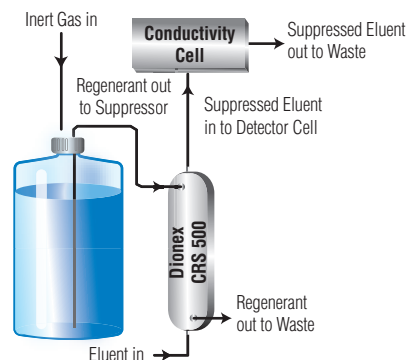 Inert Gas in
Conductivity
Cell
Suppressed Eluent
out to Waste
Regenerant out
to Suppressor
Suppressed Eluent
in to Detector Cell
Dionex
CRS 500
Regenerant
out to Waste
Eluent in